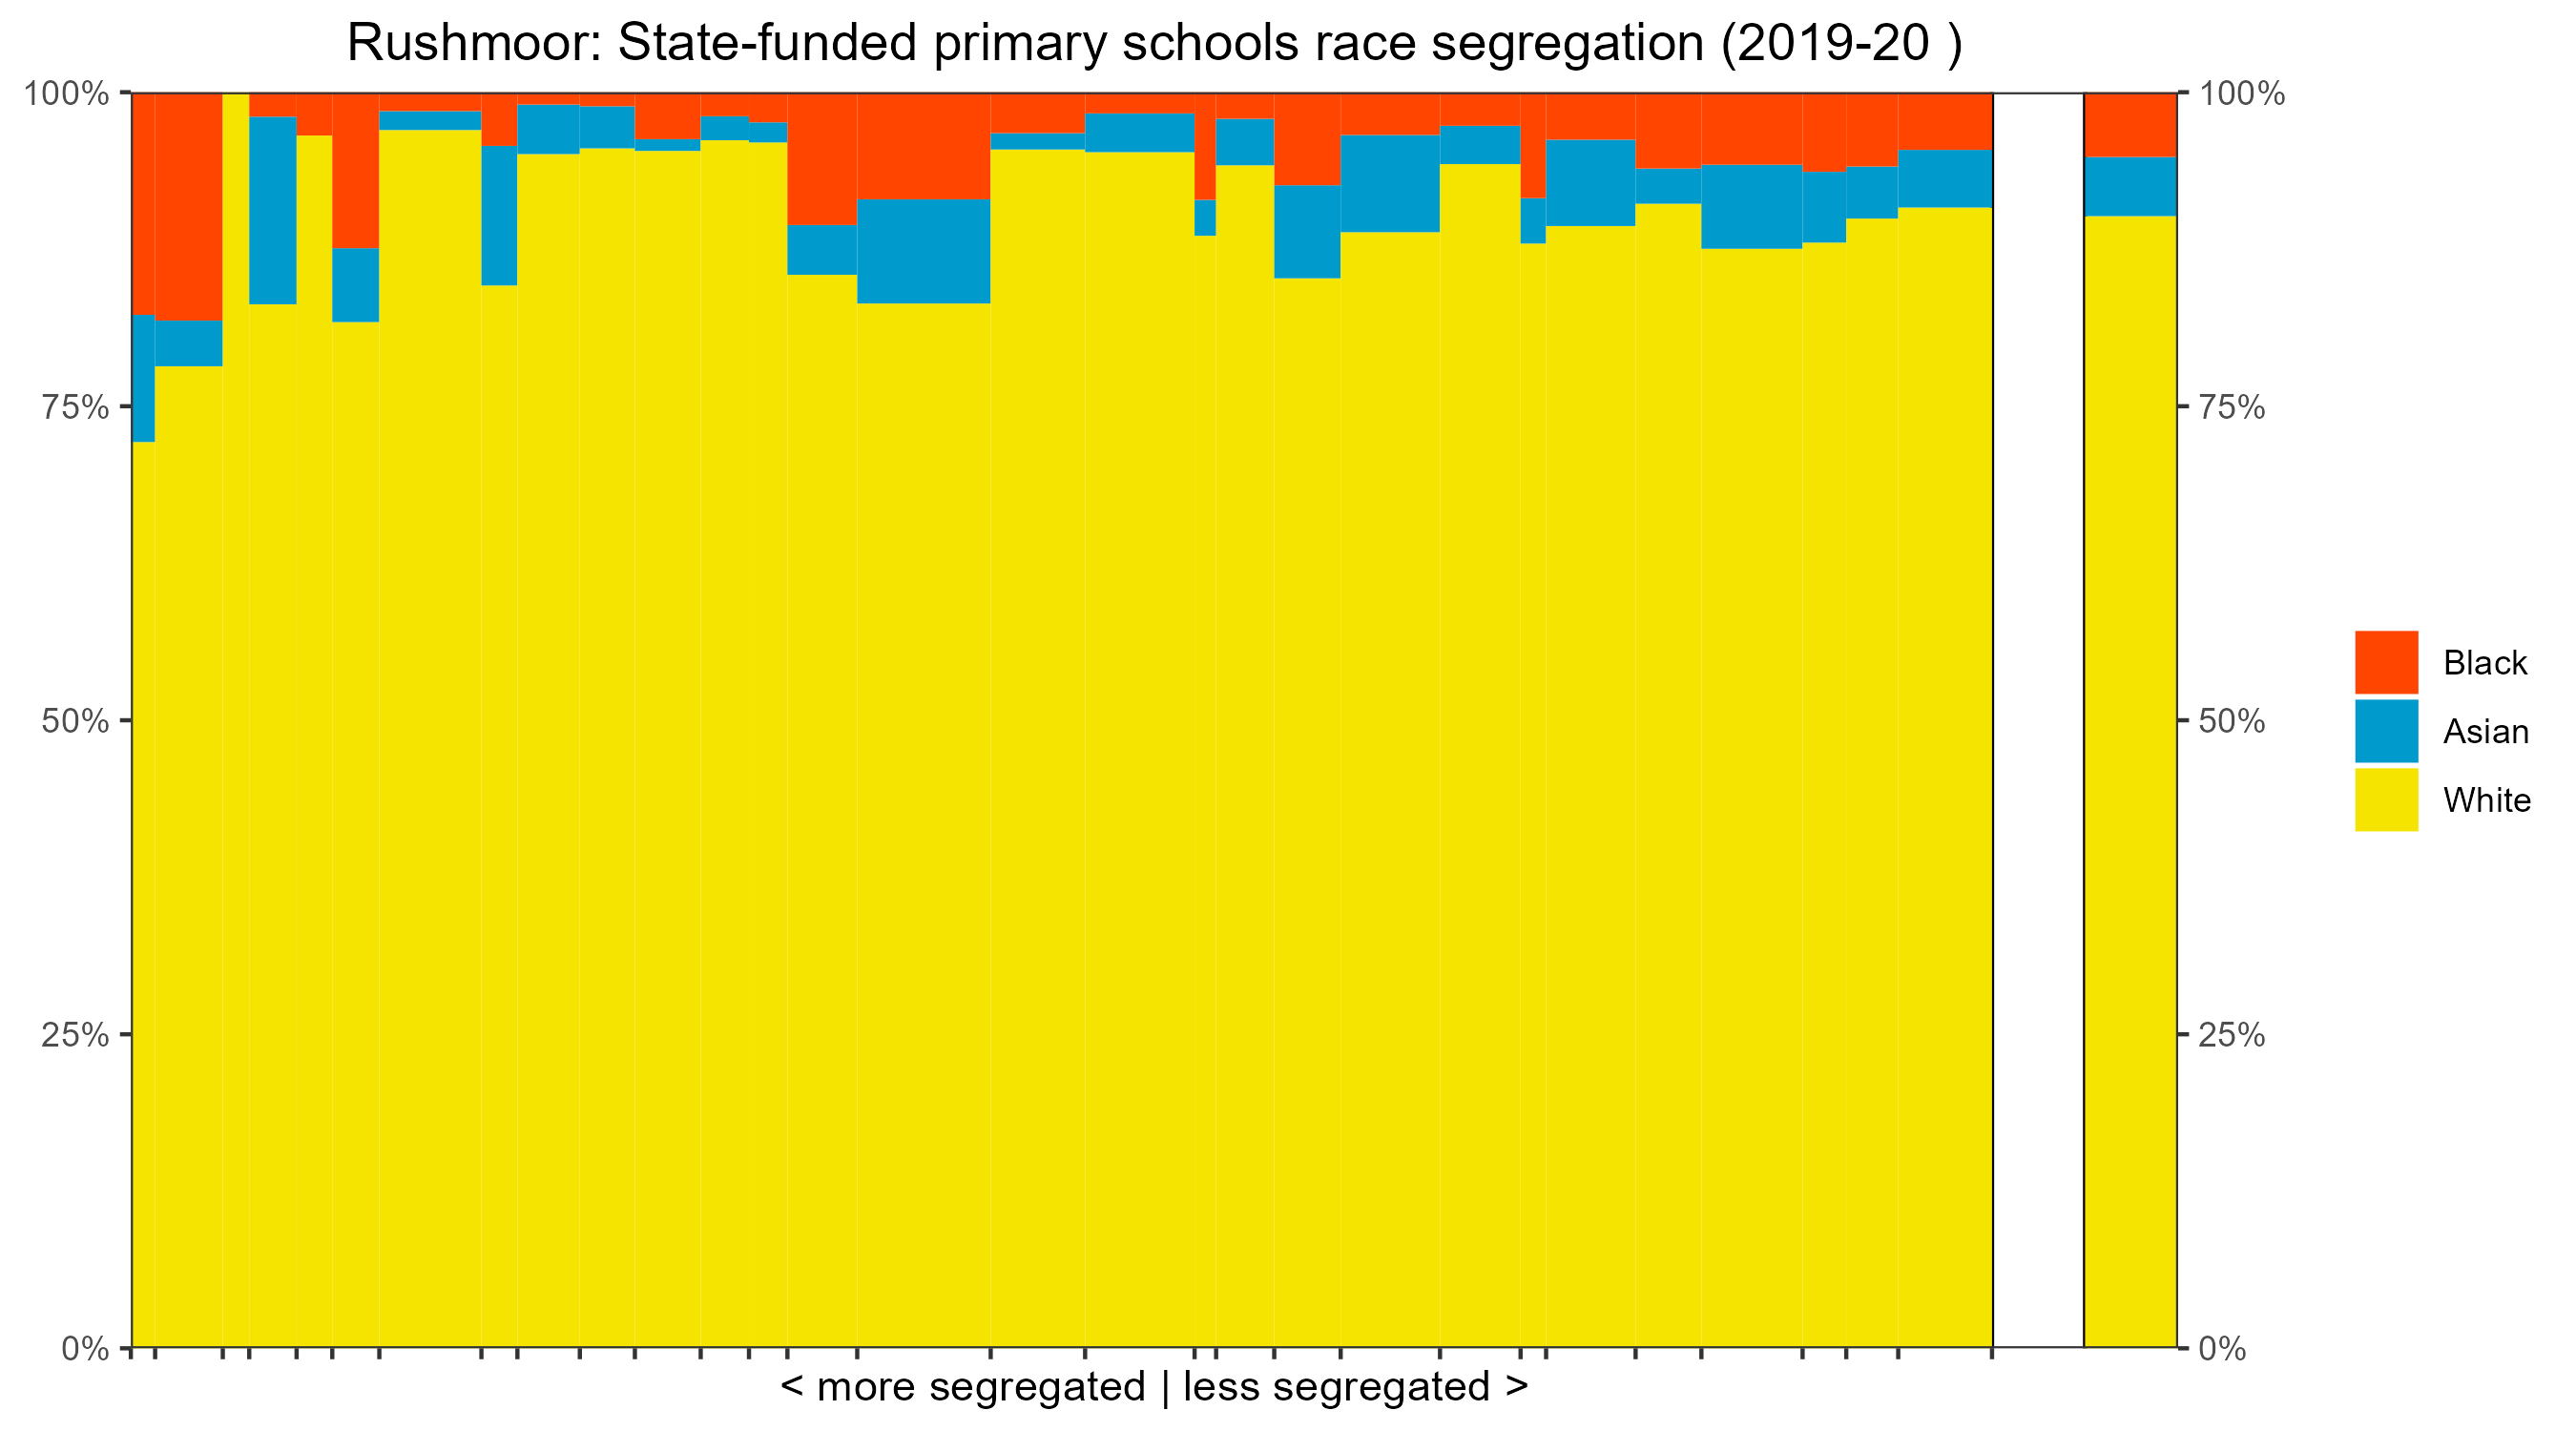 Rushmoor: State-funded primary schools race segregation (2019-20 )
100%
75%
50%
25%
0%
100%
75%
50%
25%
0%
Black
Asian
White
< more segregated | less segregated >